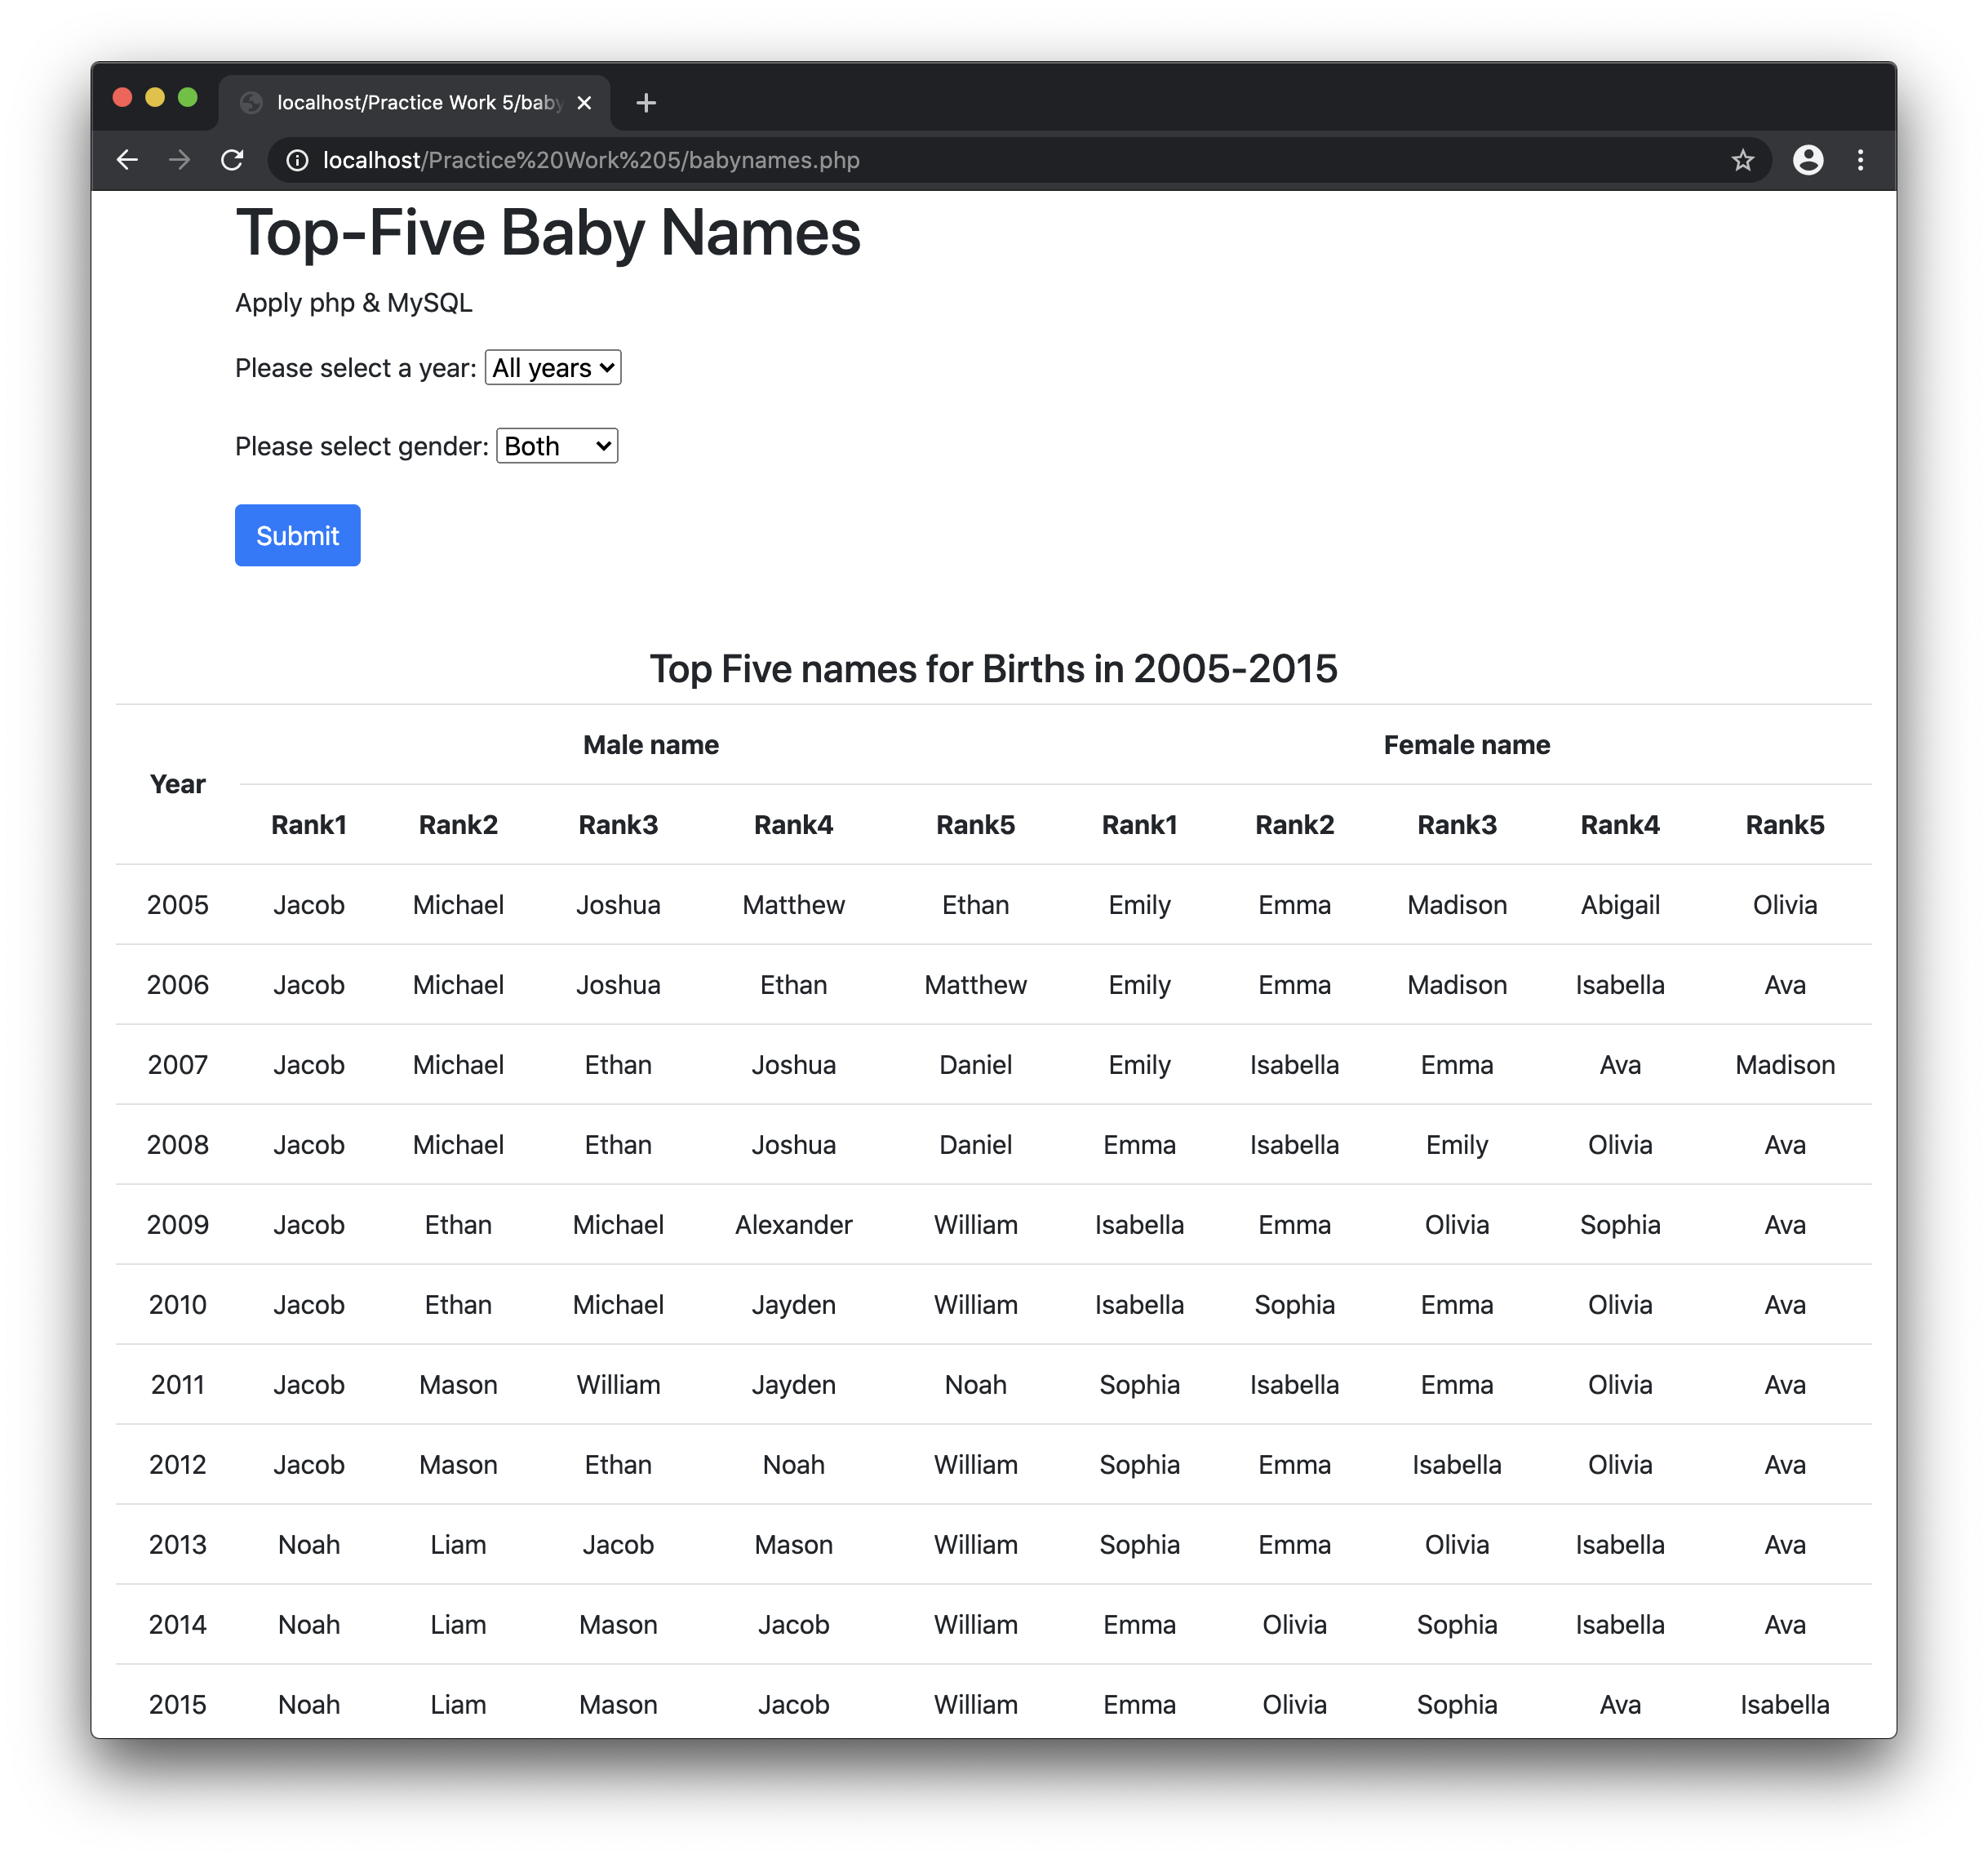 localhost/Practice Work 5/baby
localhost/Practice%20Work%205/babynames.php
Top-Five Baby Names
Apply php & MySQL
Please select a year: All years
Please select gender: Both
Submit
Top Five names for Births in 2005-2015
Year Male name Female name
Rank1 Rank2 Rank3 Rank4 Rank5 Rank1 Rank2 Rank3 Rank4 Rank5
2005 Jacob Michael Joshua Matthew Ethan Emily Emma Madison Abigail Olivia
2006 Jacob Michael Joshua Ethan Matthew Emily Emma Madison Isabella Ava
2007 Jacob Michael Ethan Joshua Daniel Emily Isabella Emma Ava Madison
2008 Jacob Michael Ethan Joshua Daniel Emma Isabella Emily Olivia Ava
2009 Jacob Ethan Michael Alexander William Isabella Emma Olivia Sophia Ava
2010 Jacob Ethan Michael Jayden William Isabella Sophia Emma Olivia Ava
2011 Jacob Mason William Jayden Noah Sophia Isabella Emma Olivia Ava
2012 Jacob Mason Ethan Noah William Sophia Emma Isabella Olivia Ava
2013 Noah Liam Jacob Mason William Sophia Emma Olivia Isabella Ava
2014 Noah Liam Mason Jacob William Emma Olivia Sophia Isabella Ava
2015 Noah Liam Mason Jacob William Emma Olivia Sophia Ava Isabella